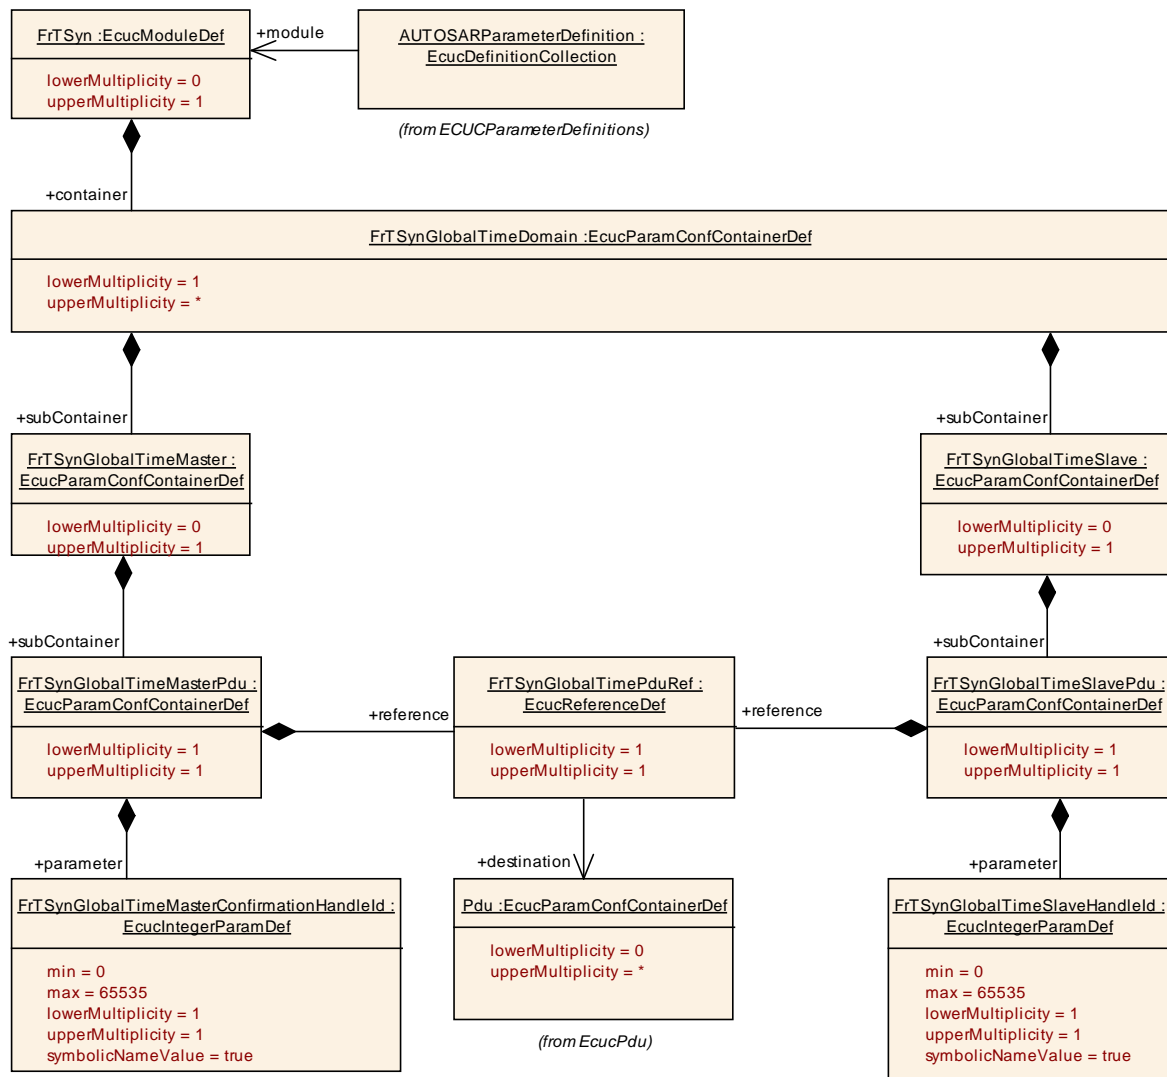 FrTSyn :EcucModuleDef
lowerMultiplicity = 0
upperMultiplicity = 1
+module
AUTOSARParameterDefinition :
EcucDefinitionCollection
(from ECUCParameterDefinitions)
+container
FrTSynGlobalTimeDomain :EcucParamConfContainerDef
lowerMultiplicity = 1
upperMultiplicity = *
+subContainer
+subContainer
FrTSynGlobalTimeMaster :
EcucParamConfContainerDef
lowerMultiplicity = 0
upperMultiplicity = 1
FrTSynGlobalTimeSlave :
EcucParamConfContainerDef
lowerMultiplicity = 0
upperMultiplicity = 1
+subContainer
+subContainer
FrTSynGlobalTimeMasterPdu :
EcucParamConfContainerDef
lowerMultiplicity = 1
upperMultiplicity = 1
+reference
FrTSynGlobalTimePduRef :
EcucReferenceDef
lowerMultiplicity = 1
upperMultiplicity = 1
+reference
FrTSynGlobalTimeSlavePdu :
EcucParamConfContainerDef
lowerMultiplicity = 1
upperMultiplicity = 1
+parameter
+destination
+parameter
FrTSynGlobalTimeMasterConfirmationHandleId :
EcucIntegerParamDef
min = 0
max = 65535
lowerMultiplicity = 1
upperMultiplicity = 1
symbolicNameValue = true
Pdu :EcucParamConfContainerDef
lowerMultiplicity = 0
upperMultiplicity = *
(from EcucPdu)
FrTSynGlobalTimeSlaveHandleId :
EcucIntegerParamDef
min = 0
max = 65535
lowerMultiplicity = 1
upperMultiplicity = 1
symbolicNameValue = true